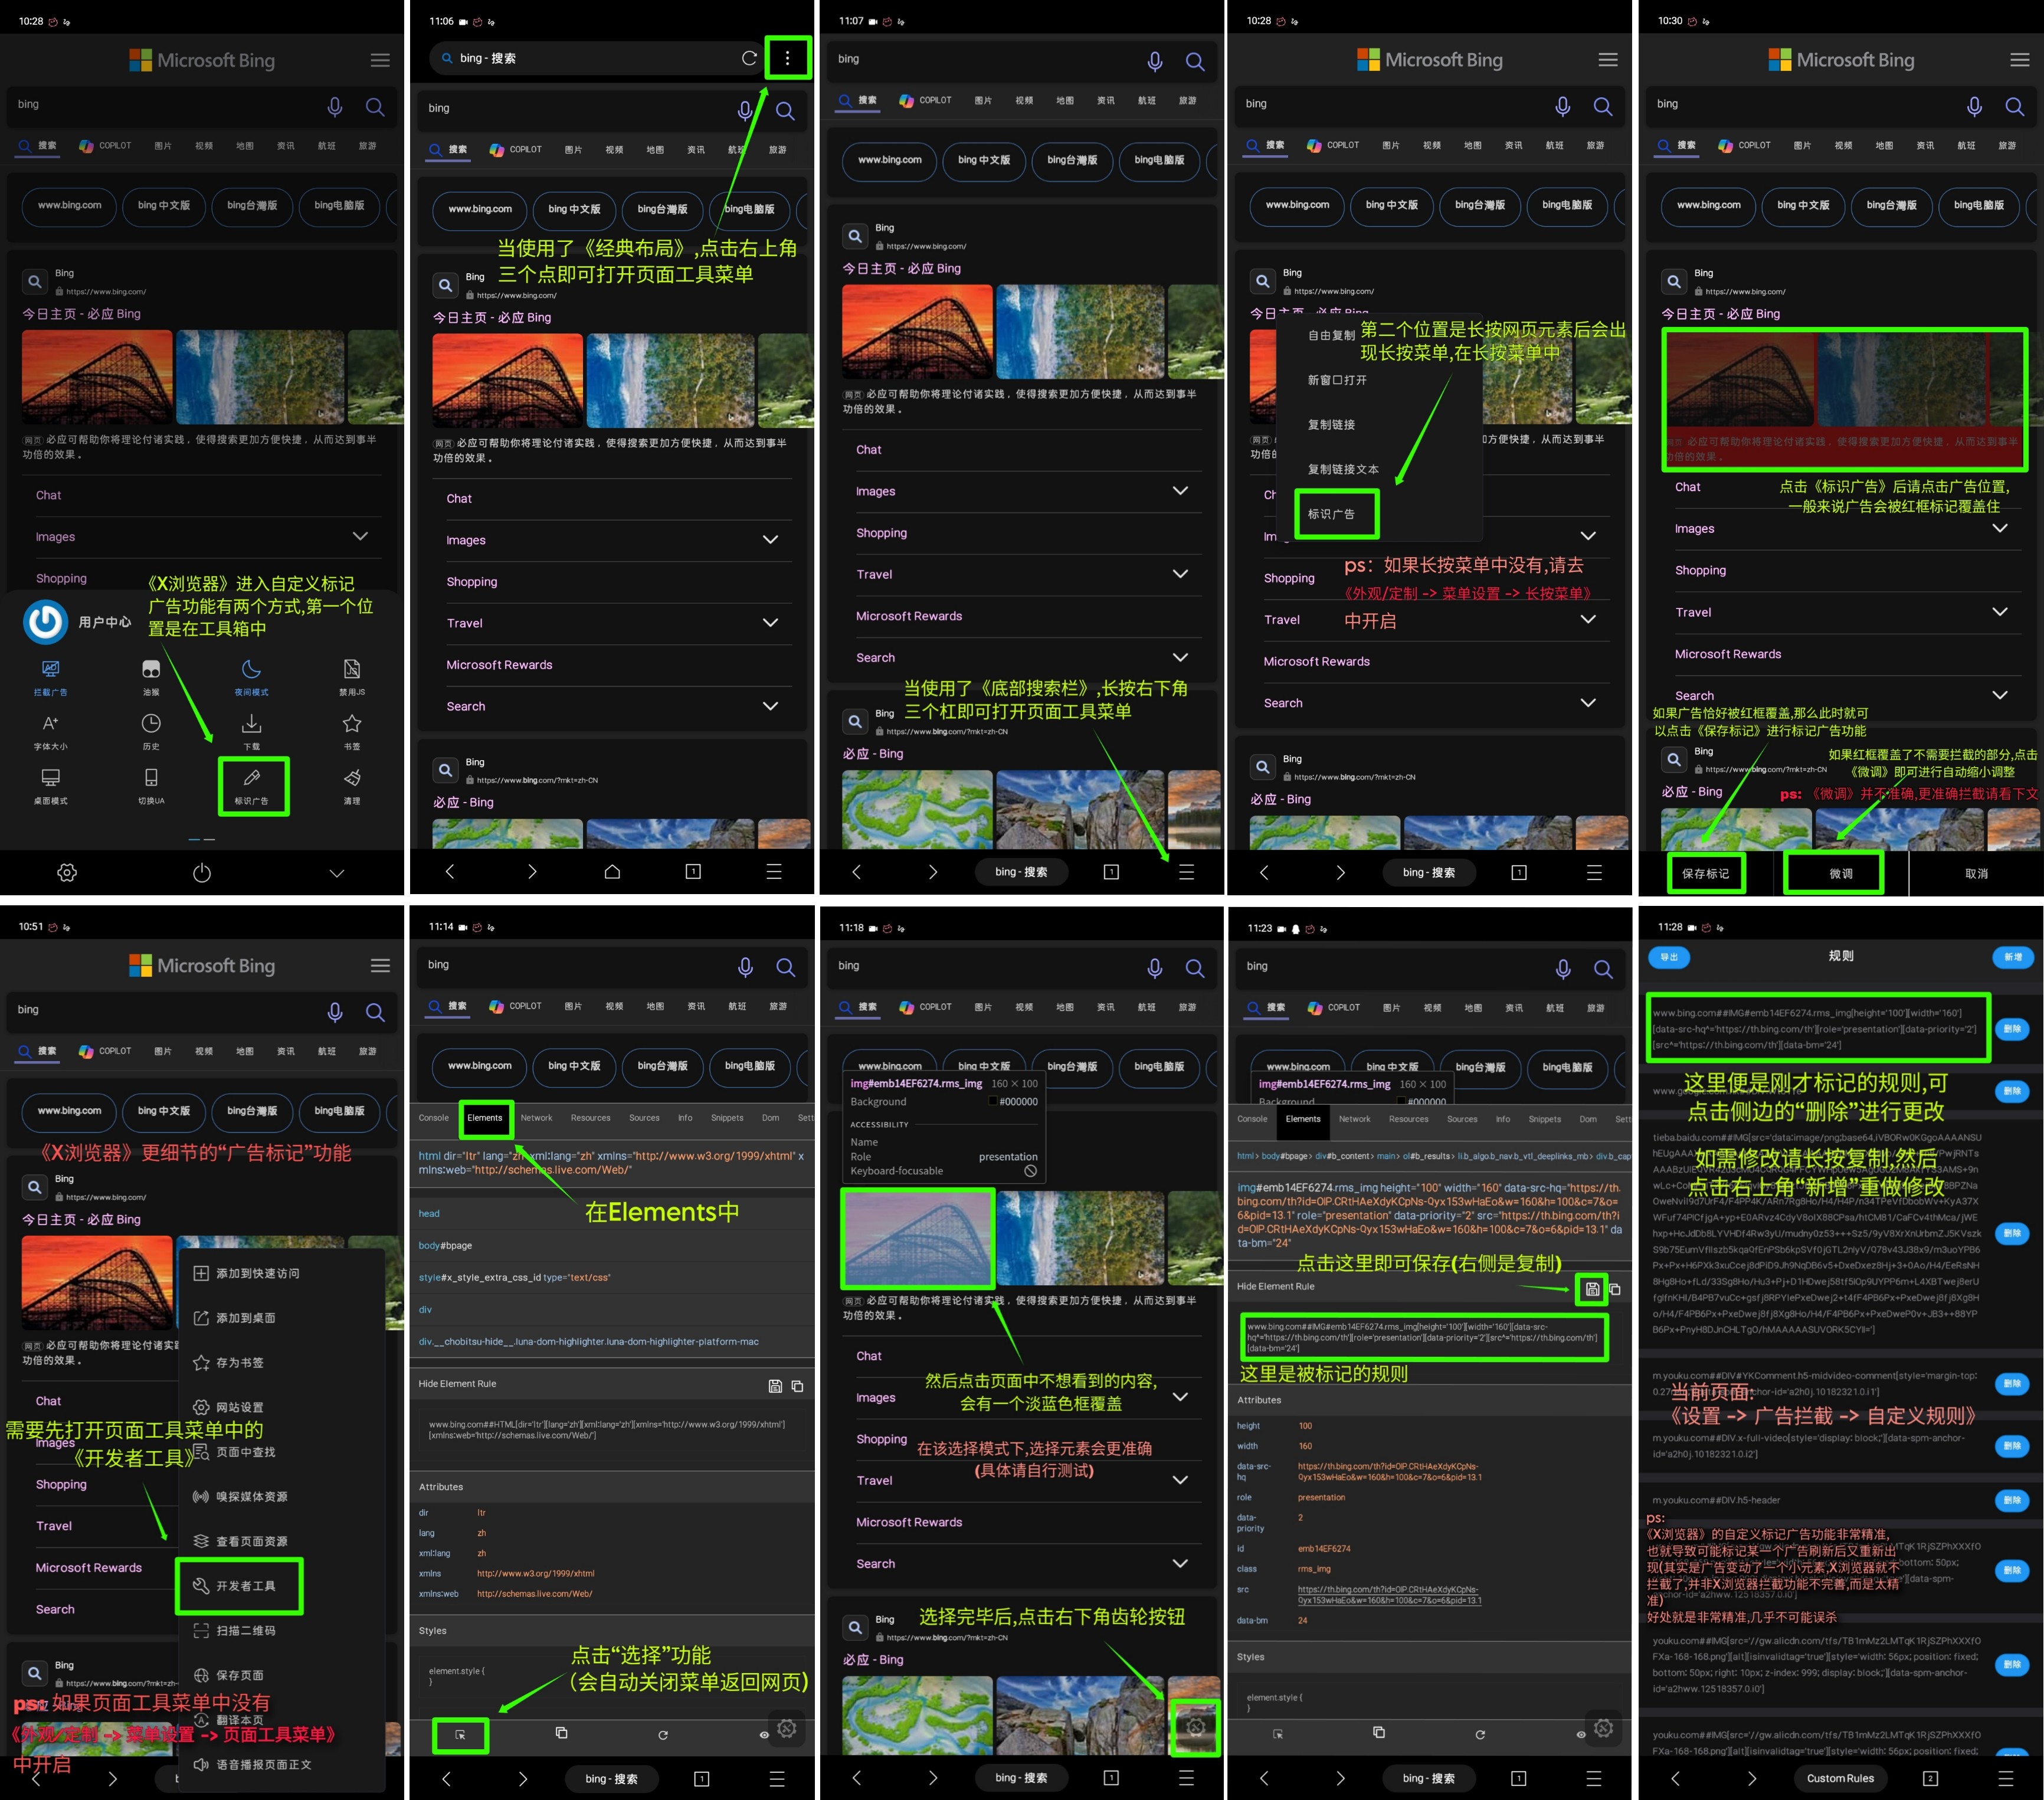 10:28
Microsoft Bing
bing
搜索 COPILOT 图片 视频 地图 资讯 航班 旅游
www.bing.com bing 中文版 bing台灣版 bing电脑版
Bing
https://www.bing.com/
今日主页 - 必应 Bing
网页 必应可帮助你将理论付诸实践，使得搜索更加方便快捷，从而达到事半
功倍的效果。
Chat
Images
Shopping
《X浏览器》进入自定义标记
广告功能有两个方式,第一个位
置是在工具箱中
用户中心
拦截广告 油猴 夜间模式 禁用JS
字体大小 历史 下载 书签
桌面模式 切换UA 标识广告 清理
11:06
bing - 搜索
bing
搜索 COPILOT 图片 视频 地图 资讯 航班 旅游
www.bing.com bing 中文版 bing台灣版 bing电脑版
当使用了《经典布局》,点击右上角
三个点即可打开页面工具菜单
Bing
https://www.bing.com/
今日主页 - 必应 Bing
网页 必应可帮助你将理论付诸实践，使得搜索更加方便快捷，从而达到事半
功倍的效果。
Chat
Images
Shopping
Travel
Microsoft Rewards
Search
Bing
https://www.bing.com/?mkt=zh-CN
必应 - Bing
1
11:07
bing
搜索 COPILOT 图片 视频 地图 资讯 航班 旅游
www.bing.com bing 中文版 bing台灣版 bing电脑版
Bing
https://www.bing.com/
今日主页 - 必应 Bing
网页 必应可帮助你将理论付诸实践，使得搜索更加方便快捷，从而达到事半
功倍的效果。
Chat
Images
Shopping
Travel
Microsoft Rewards
Search
当使用了《底部搜索栏》,长按右下角
三个杠即可打开页面工具菜单
Bing
https://www.bing.com/?mkt=zh-CN
必应 - Bing
bing - 搜索 1
10:28
Microsoft Bing
bing
搜索 COPILOT 图片 视频 地图 资讯 航班 旅游
www.bing.com bing 中文版 bing台灣版 bing电脑版
Bing
https://www.bing.com/
今日主页 - 必应 Bing
第二个位置是长按网页元素后会出
现长按菜单,在长按菜单中
自由复制
新窗口打开
复制链接
复制链接文本
标识广告
ps：如果长按菜单中没有,请去
《外观/定制 -> 菜单设置 -> 长按菜单》
中开启
Shopping
Travel
Microsoft Rewards
Search
Bing
https://www.bing.com/?mkt=zh-CN
必应 - Bing
bing - 搜索 1
10:30
Microsoft Bing
bing
搜索 COPILOT 图片 视频 地图 资讯 航班 旅游
www.bing.com bing 中文版 bing台灣版 bing电脑版
Bing
https://www.bing.com/
今日主页 - 必应 Bing
网页 必应可帮助你将理论付诸实践，使得搜索更加方便快捷，从而达到事半
功倍的效果。
点击《标识广告》后请点击广告位置,
一般来说广告会被红框标记覆盖住
Chat
Images
Shopping
Travel
Microsoft Rewards
Search
如果广告恰好被红框覆盖,那么此时就可
以点击《保存标记》进行标记广告功能
如果红框覆盖了不需要拦截的部分,点击
《微调》即可进行自动缩小调整
ps: 《微调》并不准确,更准确拦截请看下文
Bing
https://www.bing.com/?mkt=zh-CN
必应 - Bing
保存标记 微调 取消
10:51
Microsoft Bing
bing
搜索 COPILOT 图片 视频 地图 资讯 航班 旅游
www.bing.com bing 中文版 bing台灣版 bing电脑版
《X浏览器》更细节的“广告标记”功能
Bing
https://www.bing.com/
今日主页 - 必应 Bing
网页 必应可帮助你将理论付诸实践，使得搜索
功倍的效果。
添加到快速访问
添加到桌面
存为书签
网站设置
页面中查找
嗅探媒体资源
查看页面资源
开发者工具
扫描二维码
保存页面
翻译本页
语音播报页面正文
Chat
需要先打开页面工具菜单中的
《开发者工具》
Images
Shopping
Travel
Microsoft Rewards
Search
Bing
必应 - Bing
ps: 如果页面工具菜单中没有
《外观/定制 -> 菜单设置 -> 页面工具菜单》
中开启
11:14
bing
搜索 COPILOT 图片 视频 地图 资讯 航班 旅游
www.bing.com bing 中文版 bing台灣版 bing电脑版
Console Elements Network Resources Sources Info Snippets Dom Sett
html dir="ltr" lang="zh" xml:lang="zh" xmlns="http://www.w3.org/1999/xhtml" x
mlns:web="http://schemas.live.com/Web/"
在Elements中
head
body#bpage
style#x_style_extra_css_id type="text/css"
div
div.__chobitsu-hide__.luna-dom-highlighter.luna-dom-highlighter-platform-mac
Hide Element Rule
www.bing.com##HTML[dir='ltr'][lang='zh'][xml:lang='zh'][xmlns='http://www.w3.org/1999/xhtml']
[xmlns:web='http://schemas.live.com/Web/']
Attributes
dir ltr
lang zh
xml:lang zh
xmlns http://www.w3.org/1999/xhtml
xmlns:web http://schemas.live.com/Web/
Styles
点击“选择”功能
（会自动关闭菜单返回网页)
element.style {
}
bing - 搜索 1
11:18
bing
搜索 COPILOT 图片 视频 地图 资讯 航班 旅游
www.bing.com bing 中文版 bing台灣版 bing电脑版
img#emb14EF6274.rms_img 160 × 100
Background #000000
ACCESSIBILITY
Name
Role presentation
Keyboard-focusable
网页 必应可帮助你将理论付诸实践，使得搜索更加方便快捷，从而达到事半
功倍的效果。
Chat
然后点击页面中不想看到的内容,
会有一个淡蓝色框覆盖
Images
Shopping
在该选择模式下,选择元素会更准确
(具体请自行测试)
Travel
Microsoft Rewards
Search
选择完毕后,点击右下角齿轮按钮
Bing
https://www.bing.com/?mkt=zh-CN
必应 - Bing
bing - 搜索 1
11:23
bing
搜索 COPILOT 图片 视频 地图 资讯 航班 旅游
www.bing.com bing 中文版 bing台灣版 bing电脑版
img#emb14EF6274.rms_img 160 × 100
Background #000000
Console Elements Network Resources Sources Info Snippets Dom Sett
html> body#bpage> div#b_content> main> ol#b_results> li.b_algo.b_nav.b_vtl_deeplinks_mb> div.b_cap
img#emb14EF6274.rms_img height="100" width="160" data-src-hq="https://th.
bing.com/th?id=OIP.CRtHAeXdyKCpNs-Qyx153wHaEo&w=160&h=100&c=7&o=
6&pid=13.1" role="presentation" data-priority="2" src="https://th.bing.com/th?i
d=OIP.CRtHAeXdyKCpNs-Qyx153wHaEo&w=160&h=100&c=7&o=6&pid=13.1" da
ta-bm="24"
点击这里即可保存(右侧是复制)
Hide Element Rule
www.bing.com##IMG#emb14EF6274.rms_img[height='100'][width='160'][data-src-
hq^='https://th.bing.com/th'][role='presentation'][data-priority='2'][src^='https://th.bing.com/th']
[data-bm='24']
这里是被标记的规则
Attributes
height 100
width 160
data-src-
hq
https://th.bing.com/th?id=OIP.CRtHAeXdyKCpNs-
Qyx153wHaEo&w=160&h=100&c=7&o=6&pid=13.1
role presentation
data-
priority
2
id emb14EF6274
class rms_img
src https://th.bing.com/th?id=OIP.CRtHAeXdyKCpNs-
Qyx153wHaEo&w=160&h=100&c=7&o=6&pid=13.1
data-bm 24
Styles
element.style {
}
bing - 搜索 1
11:28
导出 规则 新增
www.bing.com##IMG#emb14EF6274.rms_img[height='100'][width='160']
[data-src-hq^='https://th.bing.com/th'][role='presentation'][data-priority='2']
[src^='https://th.bing.com/th'][data-bm='24']
删除
这里便是刚才标记的规则,可
点击侧边的“删除”进行更改
删除
如需修改请长按复制,然后
点击右上角“新增”重做修改
删除
m.youku.com##DIV#YKComment.h5-midvideo-comment[style='margin-top:
删除
当前页面:
《设置 -> 广告拦截 -> 自定义规则》
m.youku.com##DIV.x-full-video[style='display: block;'][data-spm-anchor-
id='a2h0j.10182321.0.i2']
删除
m.youku.com##DIV.h5-header
删除
ps:
《X浏览器》的自定义标记广告功能非常精准,
也就导致可能标记某一个广告刷新后又重新出
现(其实是广告变动了一个小元素,X浏览器就不
拦截了,并非X浏览器拦截功能不完善,而是太精
准)
好处就是非常精准,几乎不可能误杀
删除
youku.com##IMG[src='//gw.alicdn.com/tfs/TB1mMz2LMTqK1RjSZPhXXXfO
FXa-168-168.png'][alt][isinvalidtag='true'][style='width: 56px; position: fixed;
bottom: 50px; right: 10px; z-index: 999; display: block;'][data-spm-anchor-
id='a2hww.12518357.0.i0']
删除
youku.com##IMG[src='//gw.alicdn.com/tfs/TB1mMz2LMTqK1RjSZPhXXXfO
FXa-168-168.png'][alt][isinvalidtag='true'][style='width: 56px; position: fixed;
Custom Rules 2